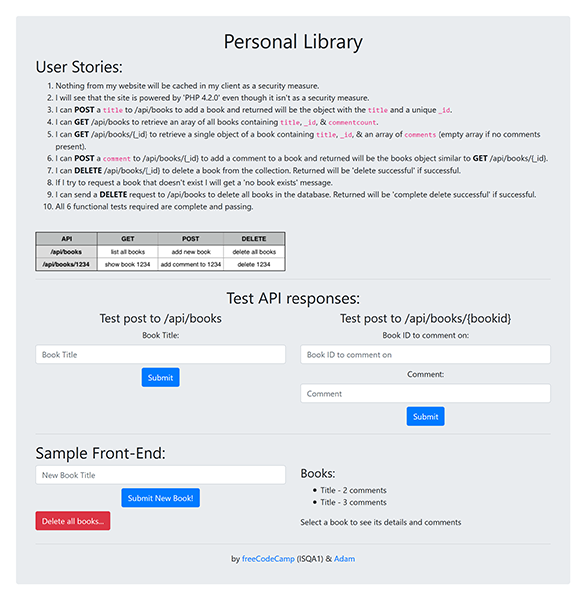 Personal Library
User Stories:
1. Nothing from my website will be cached in my client as a security measure.
2. I will see that the site is powered by 'PHP 4.2.0' even though it isn't as a security measure.
3. I can POST a title to /api/books to add a book and returned will be the object with the title and a unique _id.
4. I can GET /api/books to retrieve an aray of all books containing title, _id, & commentcount.
5. I can GET /api/books/{_id} to retrieve a single object of a book containing title, _id, & an array of comments (empty array if no comments
present).
6. I can POST a comment to /api/books/{_id} to add a comment to a book and returned will be the books object similar to GET /api/books/{_id}.
7. I can DELETE /api/books/{_id} to delete a book from the collection. Returned will be 'delete successful' if successful.
8. If I try to request a book that doesn't exist I will get a 'no book exists' message.
9. I can send a DELETE request to /api/books to delete all books in the database. Returned will be 'complete delete successful' if successful.
10. All 6 functional tests required are complete and passing.
API GET POST DELETE
/api/books list all books add new book delete all books
/api/books/1234 show book 1234 add comment to 1234 delete 1234
Test API responses:
Test post to /api/books
Book Title:
Book Title
Submit
Test post to /api/books/{bookid}
Book ID to comment on:
Book ID to comment on
Comment:
Comment
Submit
Sample Front-End:
New Book Title
Submit New Book!
Delete all books...
Books:
Title - 2 comments
Title - 3 comments
Select a book to see its details and comments
by freeCodeCamp (ISQA1) & Adam